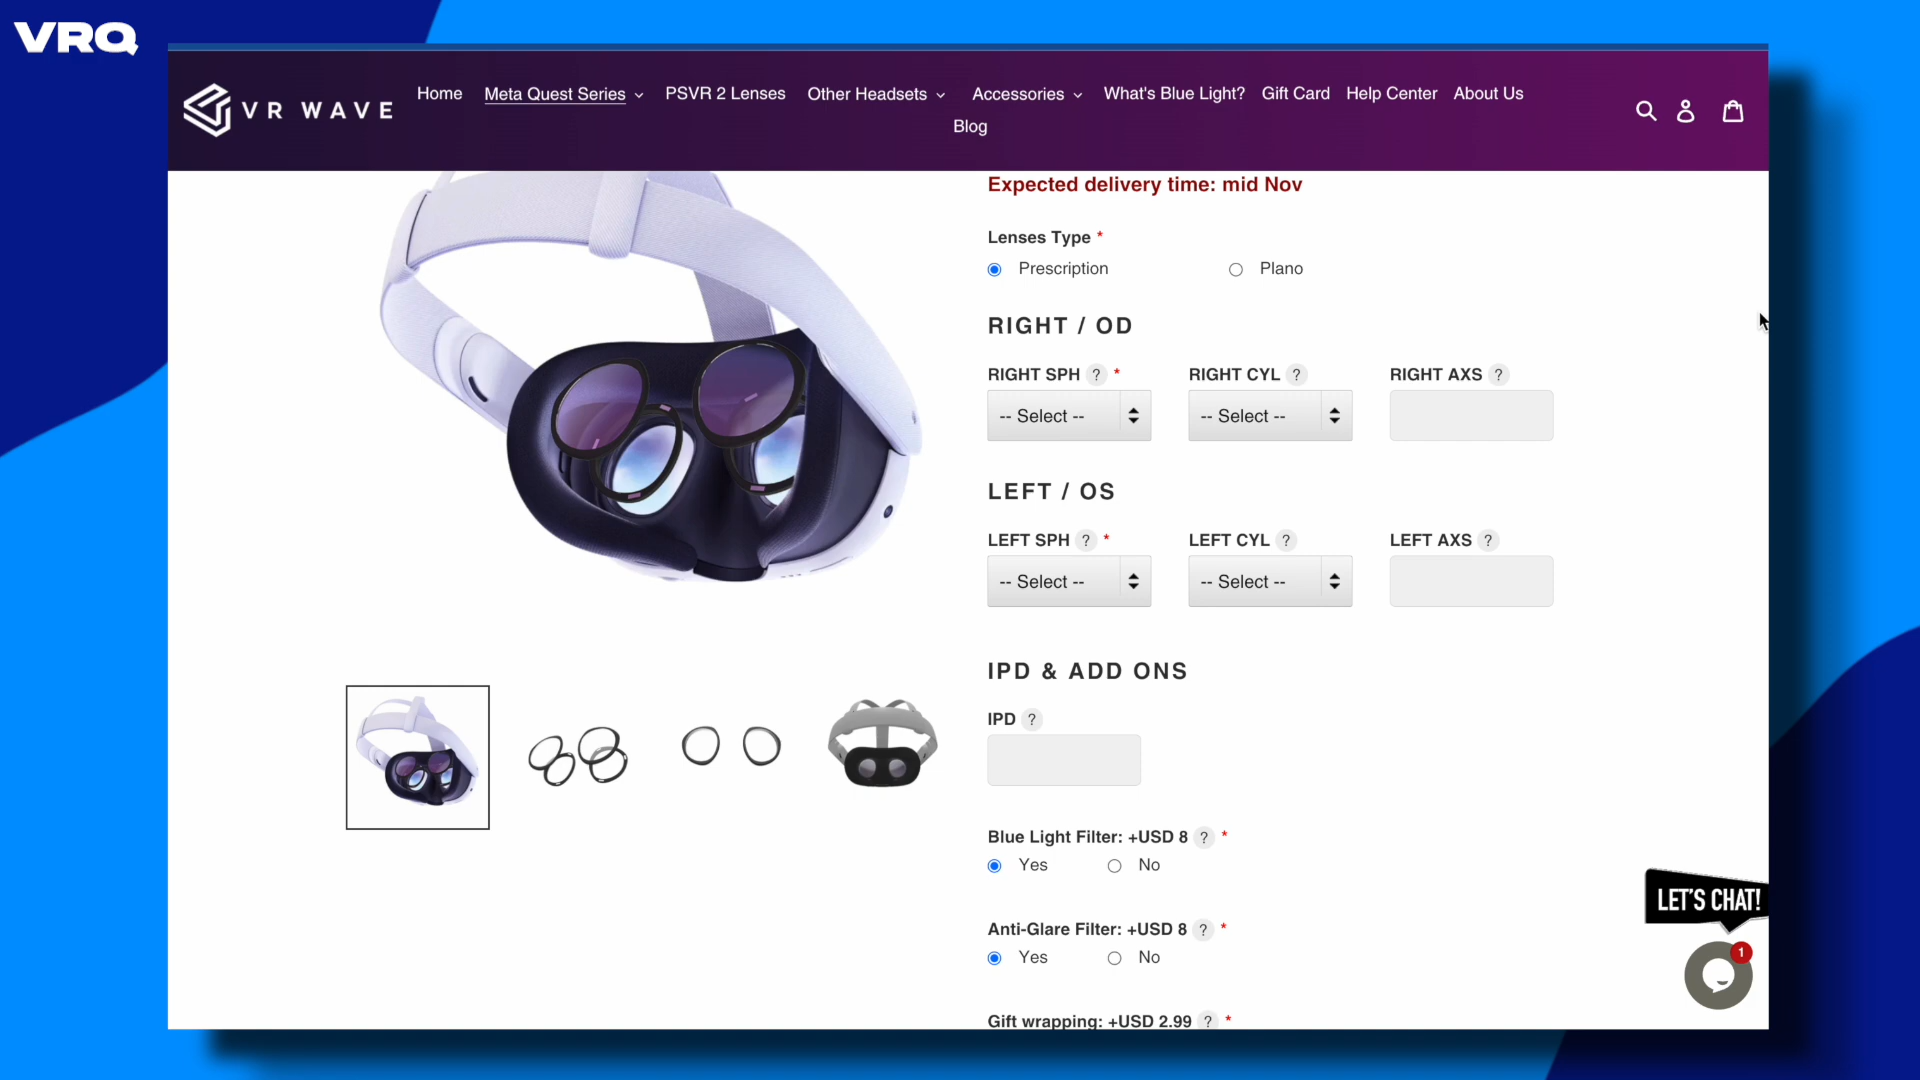 VRQ
VR WAVE
Home Meta Quest Series PSVR 2 Lenses Other Headsets Accessories What's Blue Light? Gift Card Help Center About Us
Blog
Expected delivery time: mid Nov
Lenses Type *
Prescription Plano
RIGHT / OD
RIGHT SPH ? * RIGHT CYL ? RIGHT AXS ?
-- Select -- -- Select --
LEFT / OS
LEFT SPH ? * LEFT CYL ? LEFT AXS ?
-- Select -- -- Select --
IPD & ADD ONS
IPD ?
Blue Light Filter: +USD 8 ? *
Yes No
LET'S CHAT!
Anti-Glare Filter: +USD 8 ? *
1
Yes No
Gift wrapping: +USD 2.99 ? *